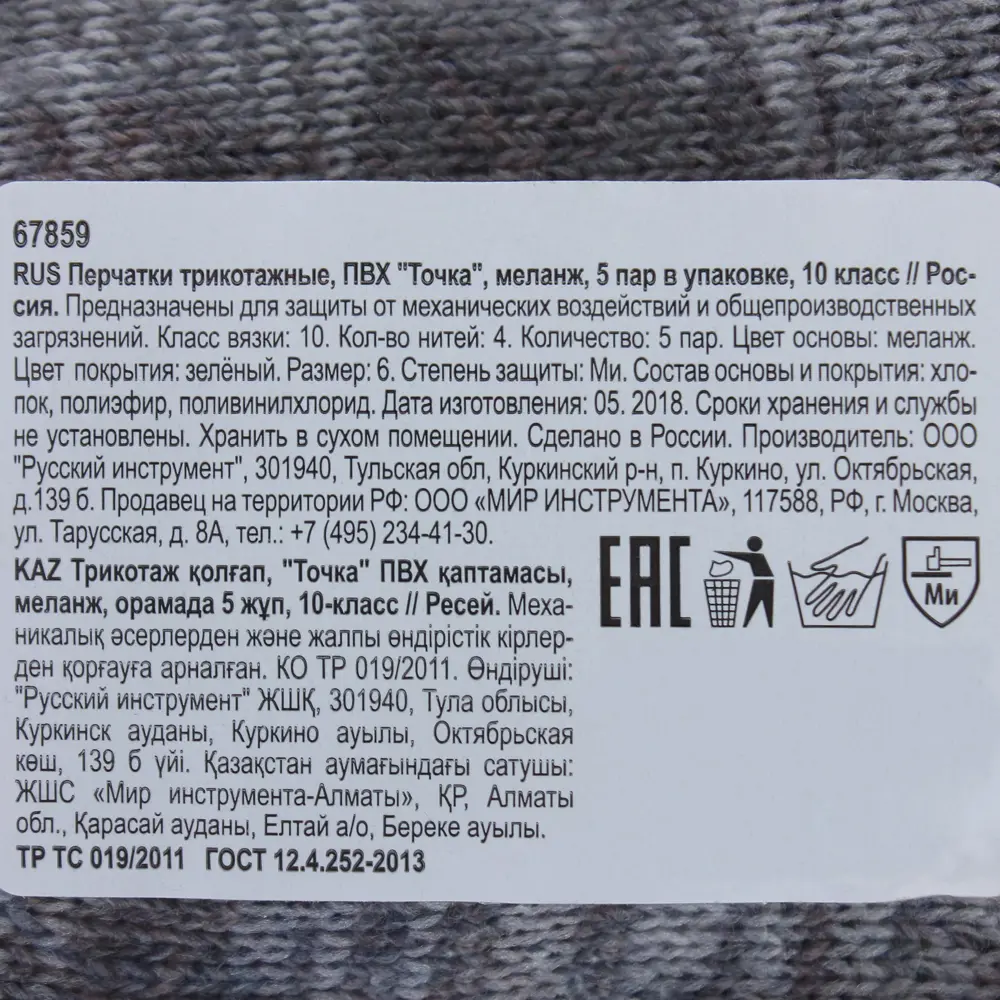 67859
RUS Перчатки трикотажные, ПВХ "Точка", меланж, 5 пар в упаковке, 10 класс // Рос-
сия. Предназначены для защиты от механических воздействий и общепроизводственных
загрязнений. Класс вязки: 10. Кол-во нитей: 4. Количество: 5 пар. Цвет основы: меланж.
Цвет покрытия: зелёный. Размер: 6. Степень защиты: Ми. Состав основы и покрытия: хло-
пок, полиэфир, поливинилхлорид. Дата изготовления: 05. 2018. Сроки хранения и службы
не установлены. Хранить в сухом помещении. Сделано в России. Производитель: ООО
"Русский инструмент", 301940, Тульская обл, Куркинский р-н, п. Куркино, ул. Октябрьская,
д.139 б. Продавец на территории РФ: ООО «МИР ИНСТРУМЕНТА», 117588, РФ, г. Москва,
ул. Тарусская, д. 8А, тел.: +7 (495) 234-41-30.
KAZ Трикотаж қолғап, "Точка" ПВХ қаптамасы,
меланж, орамада 5 жұп, 10-класс // Ресей. Меха-
никалық әсерлерден және жалпы өндірістік кірлер-
ден қорғауға арналған. КО ТР 019/2011. Өндіруші:
"Русский инструмент" ЖШҚ, 301940, Тула облысы,
Куркинск ауданы, Куркино ауылы, Октябрьская
көш, 139 б үйі. Қазақстан аумағындағы сатушы:
ЖШС «Мир инструмента-Алматы», ҚР, Алматы
обл., Қарасай ауданы, Елтай а/о, Береке ауылы.
ТР ТС 019/2011 ГОСТ 12.4.252-2013
EAC
Ми